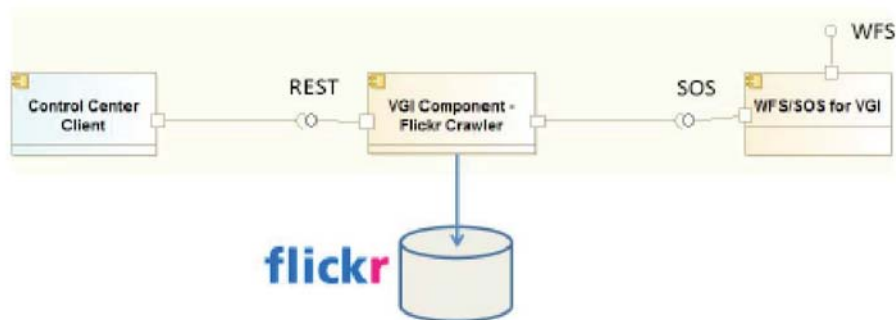 WFS
REST
SOS
Control Center
Client
VGI Component -
Flickr Crawler
WFS/SOS for VGI
flickr